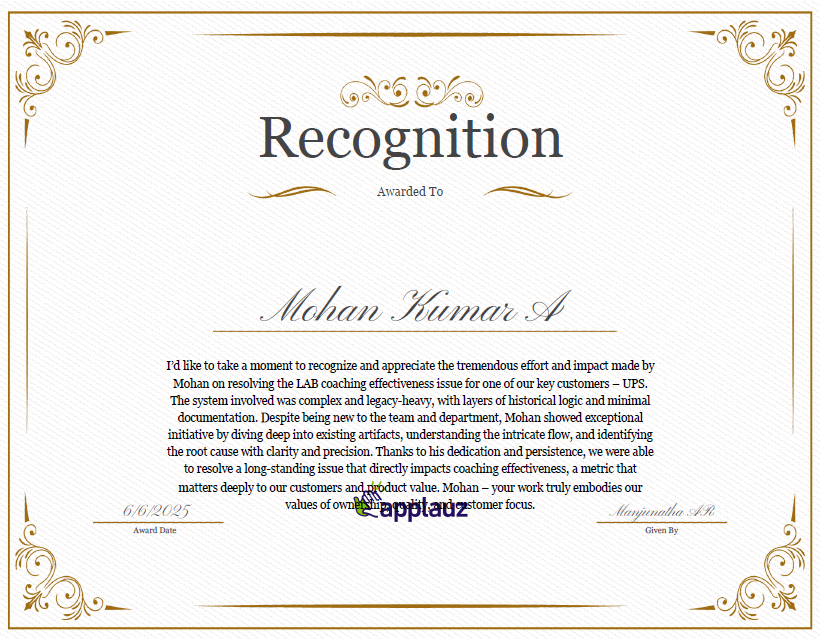 Recognition
Awarded To
Mohan Kumar A
I'd like to take a moment to recognize and appreciate the tremendous effort and impact made by
Mohan on resolving the LAB coaching effectiveness issue for one of our key customers – UPS.
The system involved was complex and legacy-heavy, with layers of historical logic and minimal
documentation. Despite being new to the team and department, Mohan showed exceptional
initiative by diving deep into existing artifacts, understanding the intricate flow, and identifying
the root cause with clarity and precision. Thanks to his dedication and persistence, we were able
to resolve a long-standing issue that directly impacts coaching effectiveness, a metric that
matters deeply to our customers and product value. Mohan – your work truly embodies our
values of ownership, quality, and customer focus.
applauz
6/6/2025
Award Date
Manjunatha AR
Given By